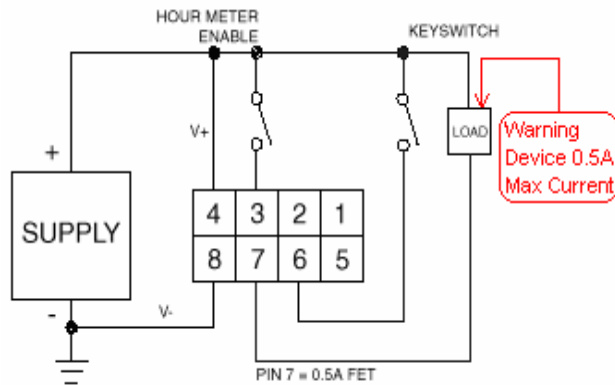 HOUR METER
ENABLE
KEYSWITCH
V+
LOAD
Warning
Device 0.5A
Max Current
+
SUPPLY
-
4 3 2 1
8 7 6 5
V-
PIN 7 = 0.5A FET